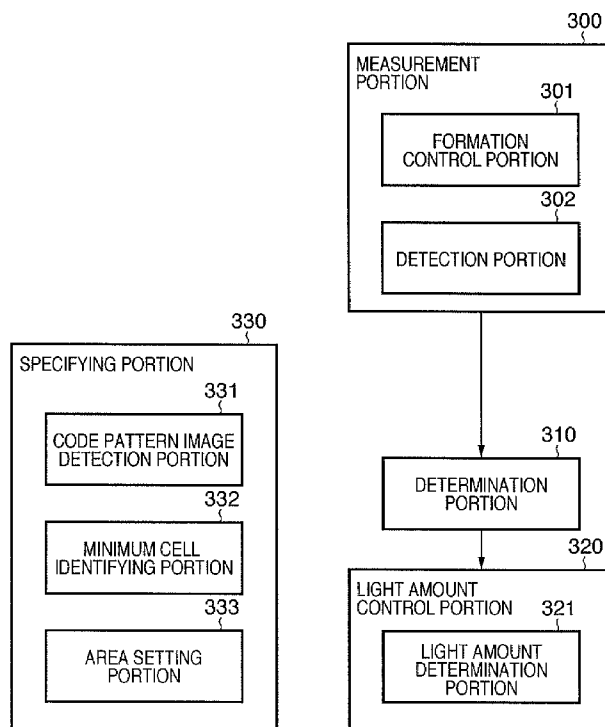 300
MEASUREMENT
PORTION
301
FORMATION
CONTROL PORTION
302
DETECTION PORTION
330
SPECIFYING PORTION
331
CODE PATTERN IMAGE
DETECTION PORTION
332
MINIMUM CELL
IDENTIFYING PORTION
333
AREA SETTING
PORTION
310
DETERMINATION
PORTION
320
LIGHT AMOUNT
CONTROL PORTION
321
LIGHT AMOUNT
DETERMINATION
PORTION